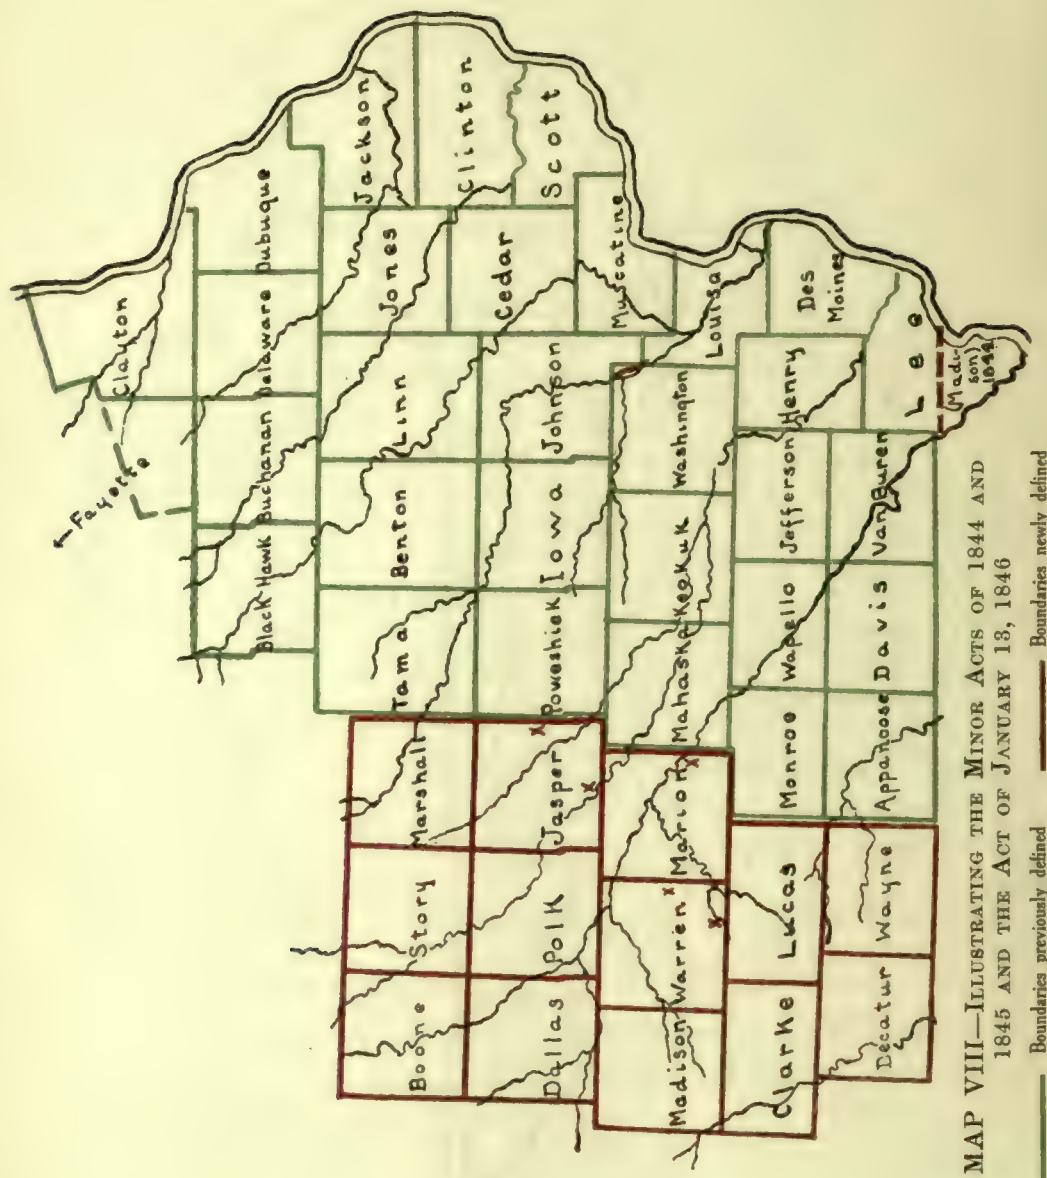 ←Fayette
Clayton
Black Hawk
Buchanan
Delaware
Dubuque
Boone
Story
Marshall
Tama
Benton
Linn
Jones
Jackson
Clinton
Dallas
Polk
Jasper
Poweshiek
Iowa
Johnson
Cedar
Scott
Madison
Warren
Marion
Mahaska
Keokuk
Washington
Louisa
Muscatine
Clarke
Lucas
Monroe
Wapello
Jefferson
Henry
Des
Moines
Decatur
Wayne
Appanoose
Davis
Van Buren
Lee
(Madi-
son)
1844
MAP VIII—ILLUSTRATING THE MINOR ACTS OF 1844 AND
1845 AND THE ACT OF JANUARY 13, 1846
Boundaries previously defined
Boundaries newly defined